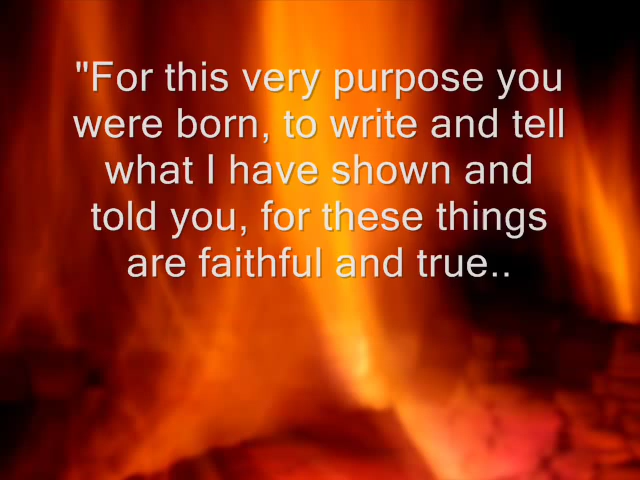 "For this very purpose you
were born, to write and tell
what I have shown and
told you, for these things
are faithful and true..